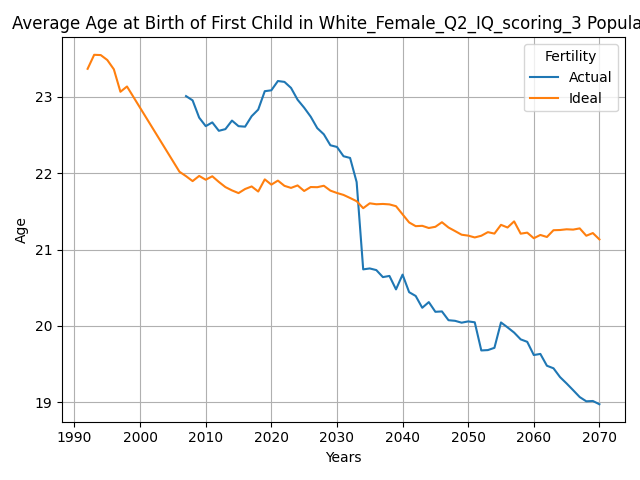 Average Age at Birth of First Child in White_Female_Q2_IQ_scoring_3 Popula
Fertility
Actual
Ideal
Age
23
22
21
20
19
1990 2000 2010 2020 2030 2040 2050 2060 2070
Years